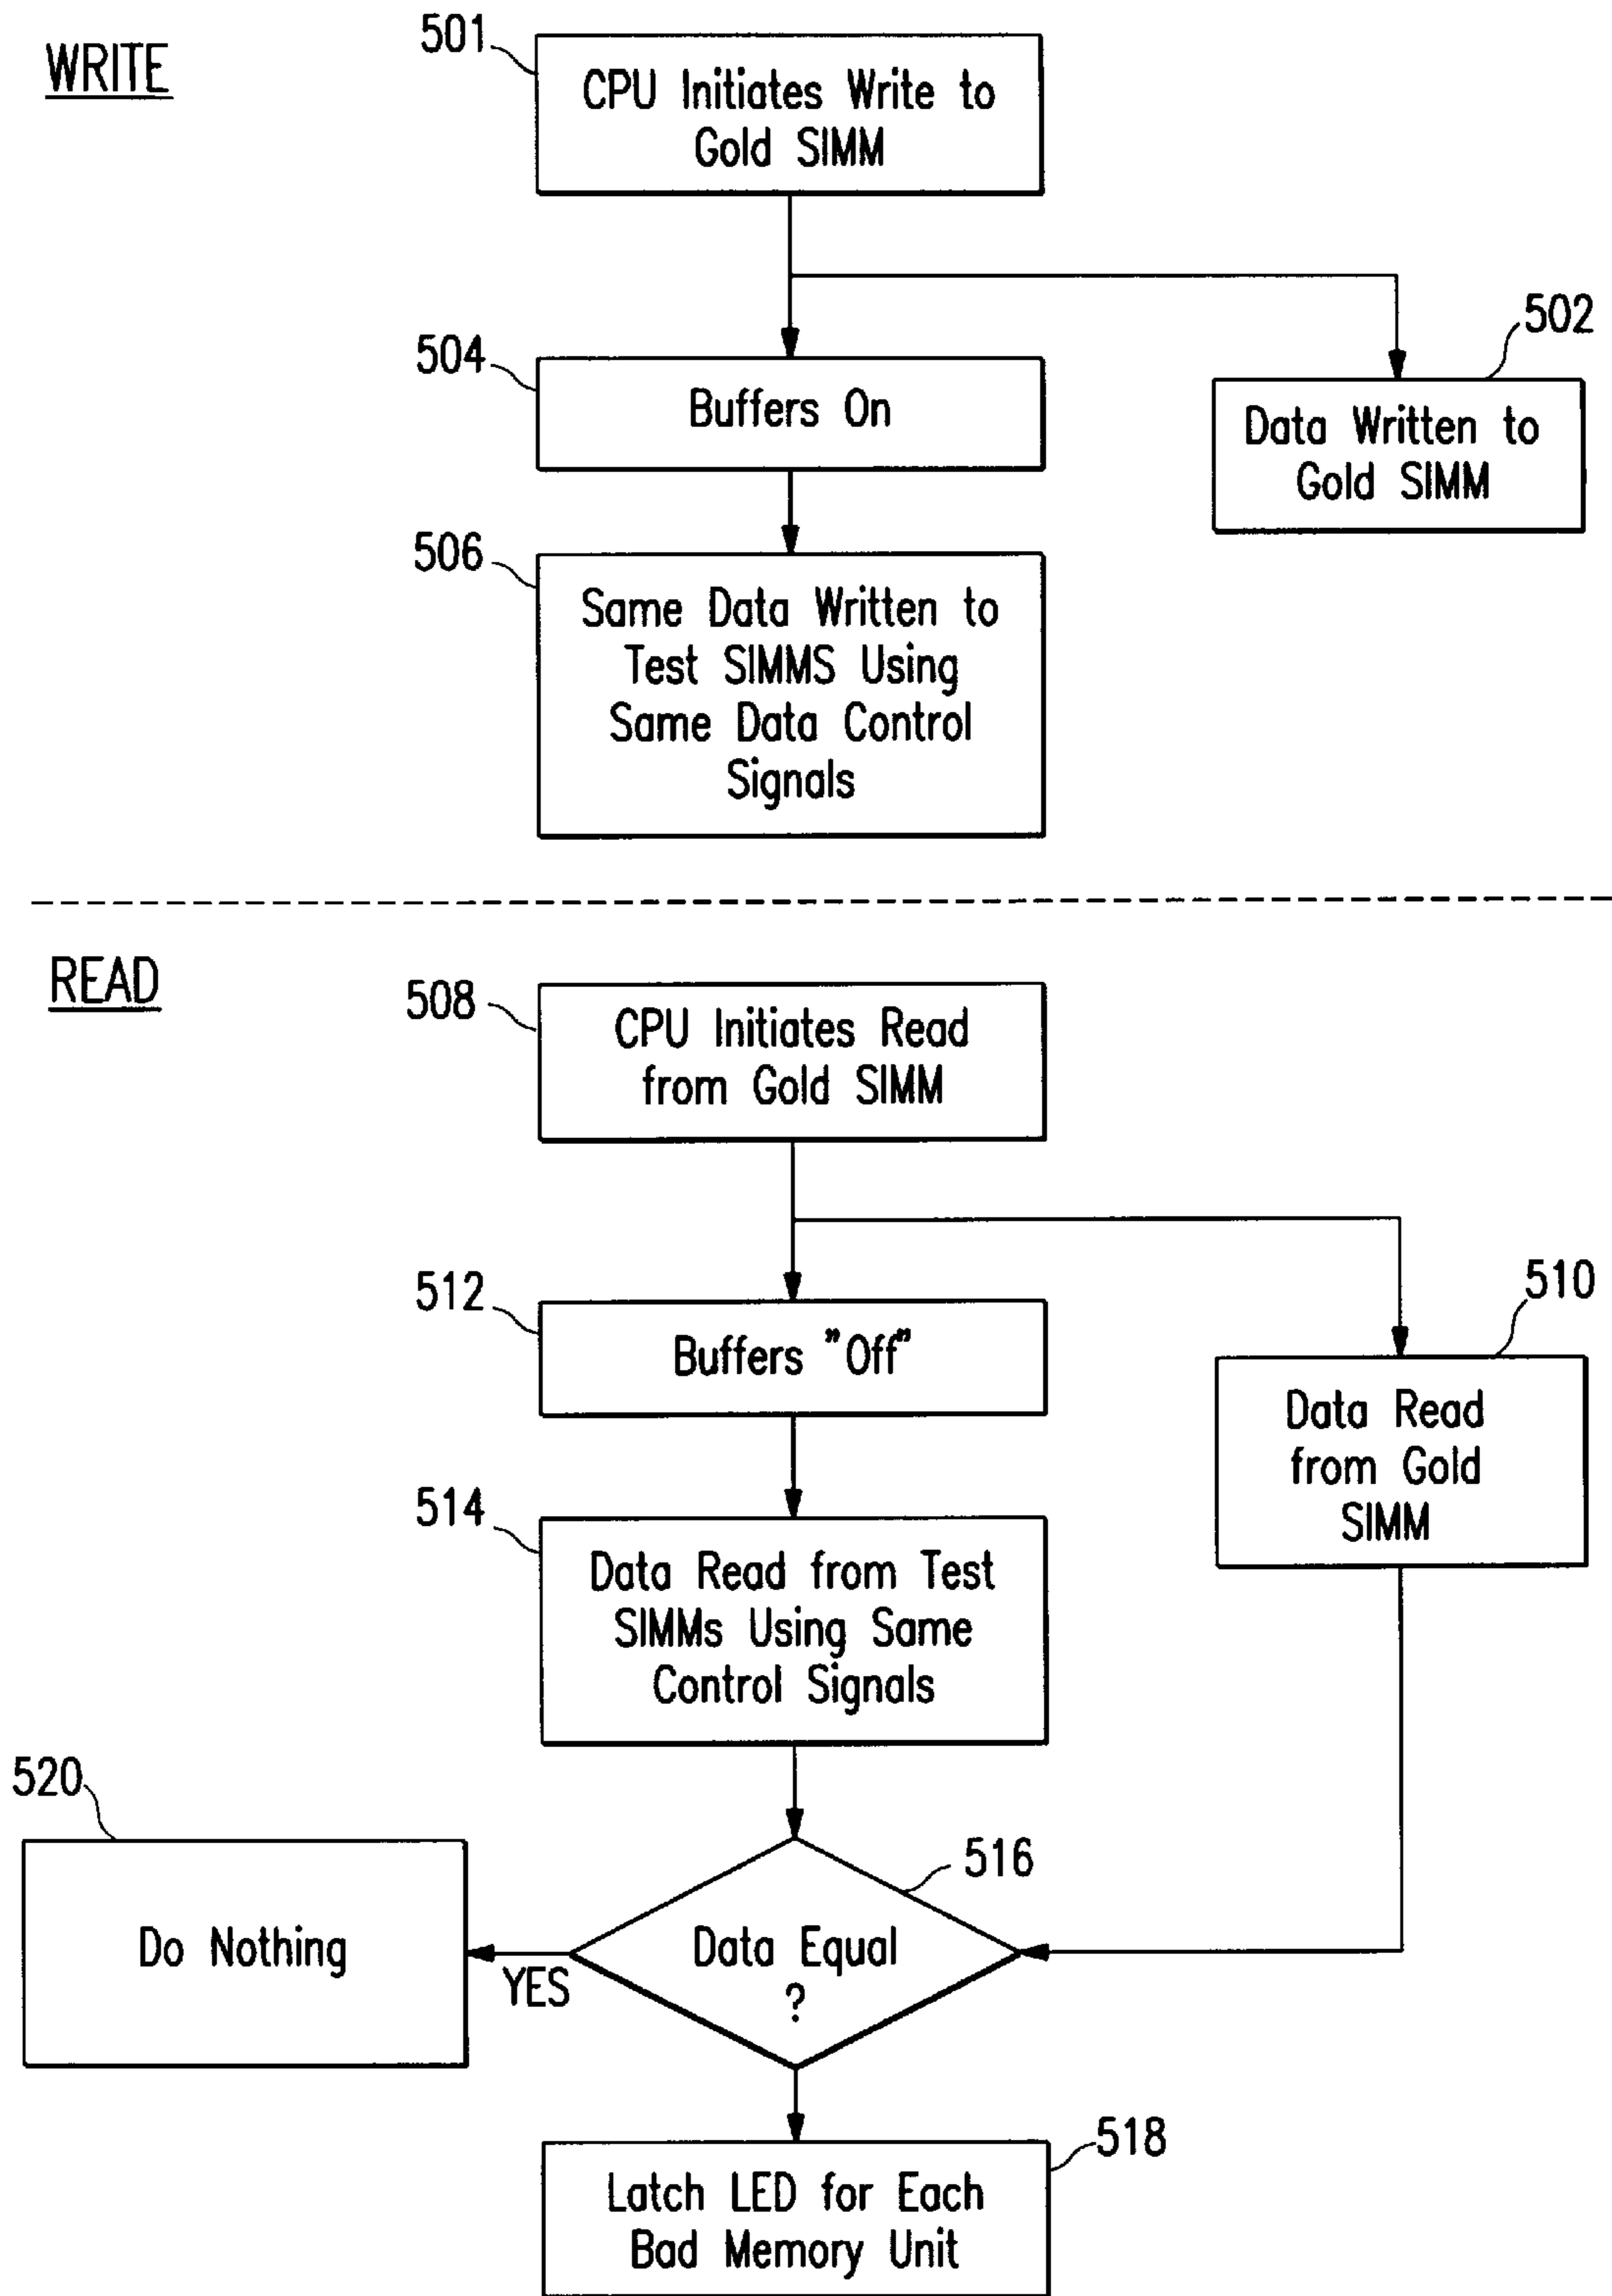 WRITE
501
CPU Initiates Write to
Gold SIMM
504
Buffers On
502
Data Written to
Gold SIMM
506
Same Data Written to
Test SIMMS Using
Same Data Control
Signals
READ
508
CPU Initiates Read
from Gold SIMM
512
Buffers "Off"
510
Data Read
from Gold
SIMM
514
Data Read from Test
SIMMs Using Same
Control Signals
520
Do Nothing
YES
516
Data Equal
?
518
Latch LED for Each
Bad Memory Unit